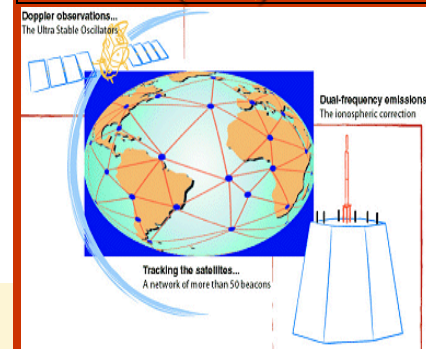 Doppler observations...
The Ultra Stable Oscillators
Dual-frequency emissions
The ionospheric correction
Tracking the satellites...
A network of more than 50 beacons